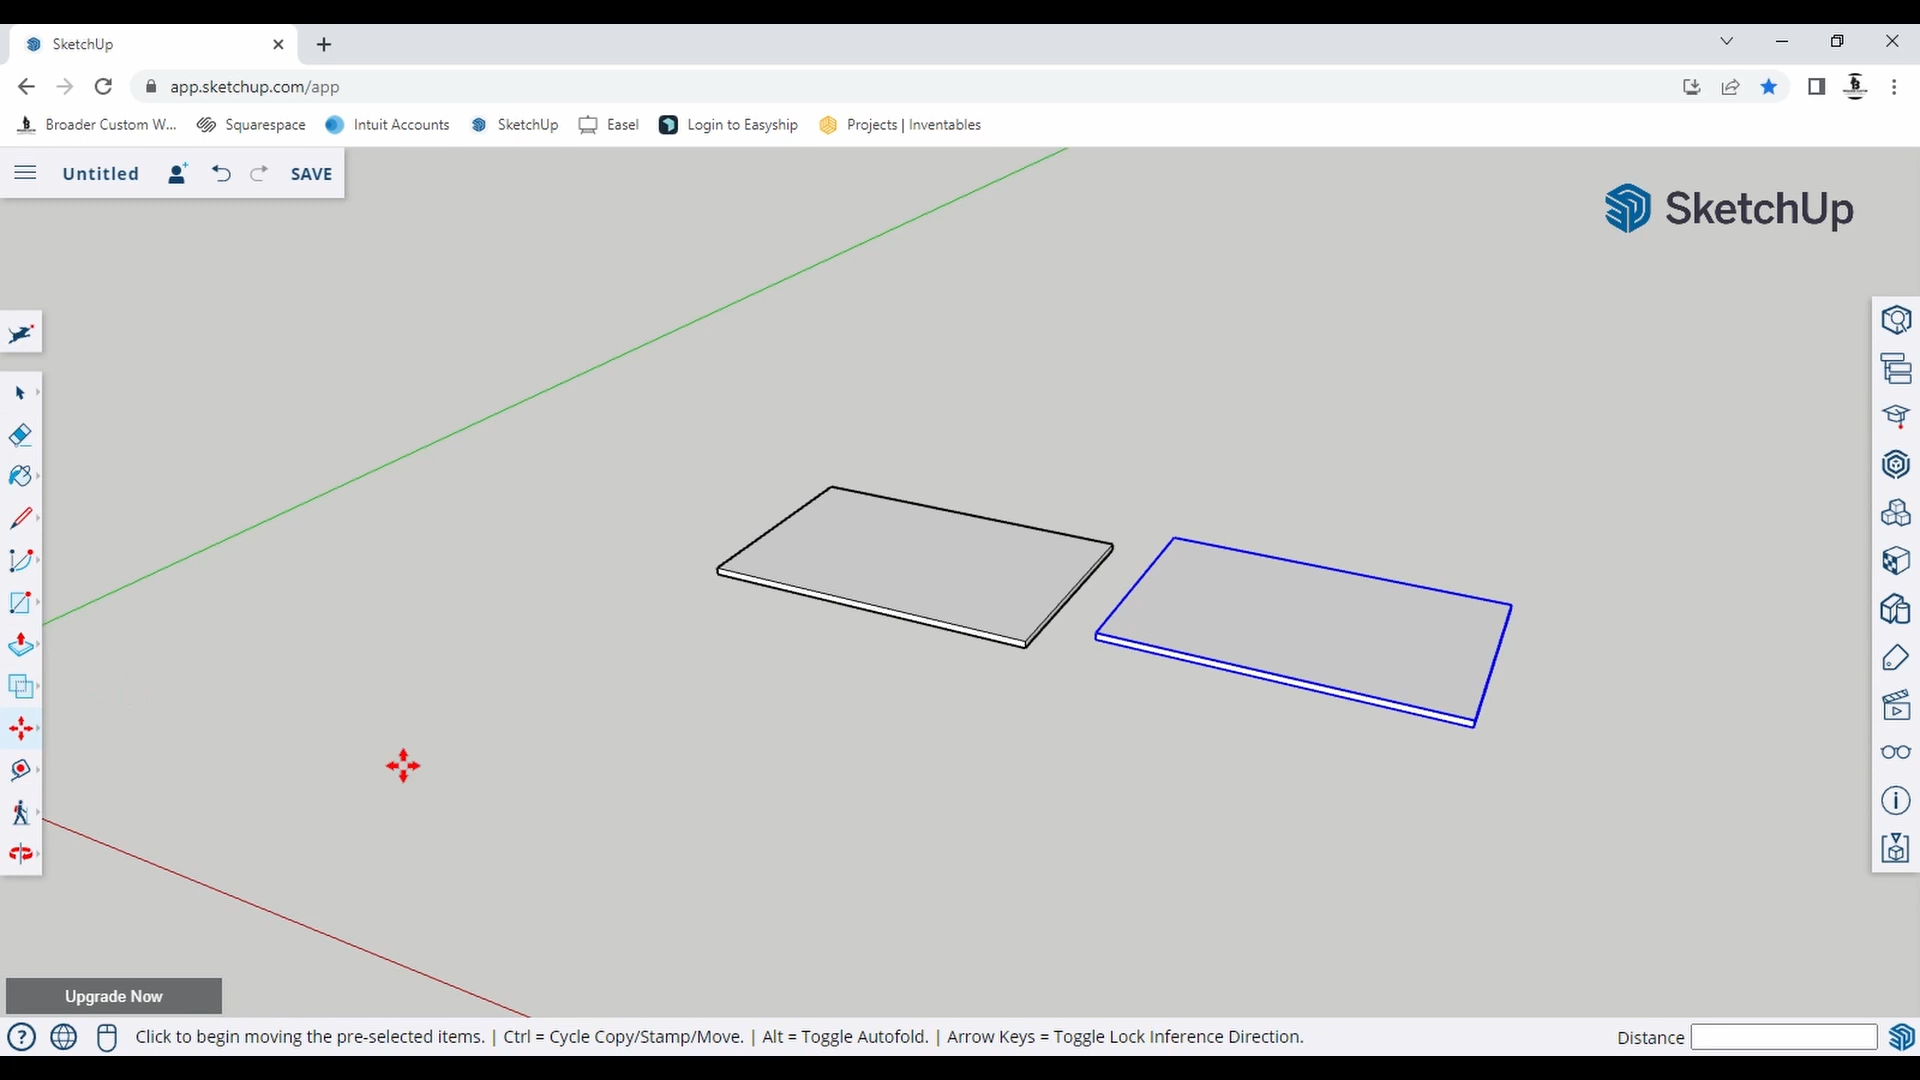 SketchUp
app.sketchup.com/app
Broader Custom W... Squarespace Intuit Accounts SketchUp Easel Login to Easyship Projects | Inventables
Untitled SAVE
SketchUp
Upgrade Now
Click to begin moving the pre-selected items. | Ctrl = Cycle Copy/Stamp/Move. | Alt = Toggle Autofold. | Arrow Keys = Toggle Lock Inference Direction. Distance